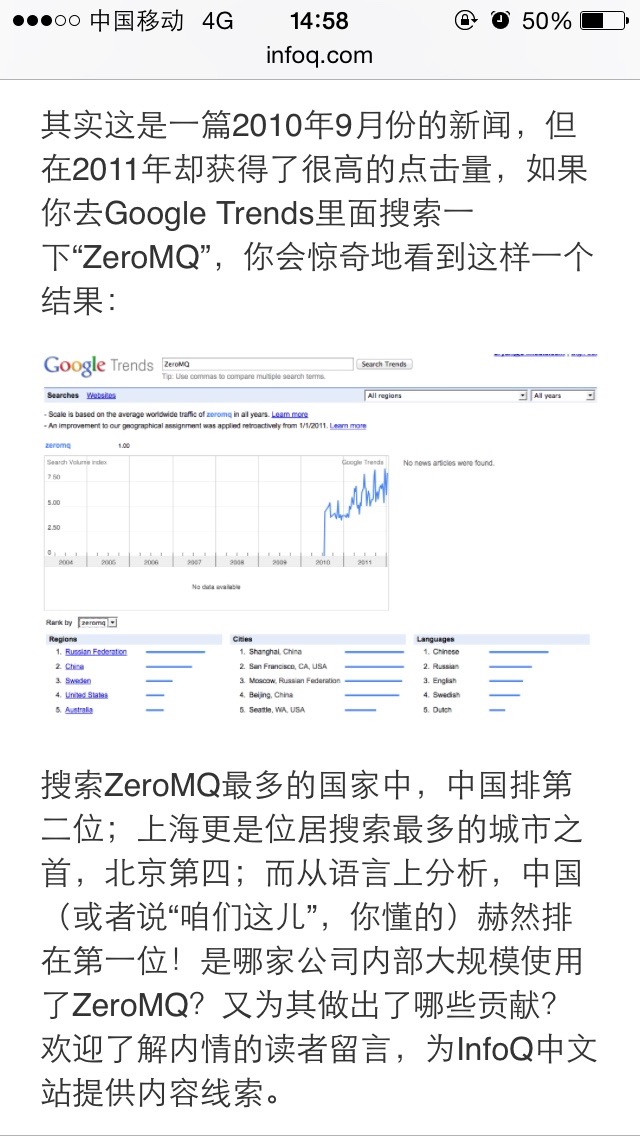 中国移动 4G 14:58 50%
infoq.com
其实这是一篇2010年9月份的新闻，但
在2011年却获得了很高的点击量，如果
你去Google Trends里面搜索一
下“ZeroMQ”，你会惊奇地看到这样一个
结果：
Google Trends ZeroMQ Search Trends
Tip: Use commas to compare multiple search terms.
Searches Websites All regions All years
- Scale is based on the average worldwide traffic of zeromq in all years. Learn more
- An improvement to our geographical assignment was applied retroactively from 1/1/2011. Learn more
zeromq 1.00
Search Volume index Google Trends No news articles were found.
7.50
5.00
2.50
0
2004 2005 2006 2007 2008 2009 2010 2011
No data available
Rank by zeromq
Regions Cities Languages
1. Russian Federation 1. Shanghai, China 1. Chinese
2. China 2. San Francisco, CA, USA 2. Russian
3. Sweden 3. Moscow, Russian Federation 3. English
4. United States 4. Beijing, China 4. Swedish
5. Australia 5. Seattle, WA, USA 5. Dutch
搜索ZeroMQ最多的国家中，中国排第
二位；上海更是位居搜索最多的城市之
首，北京第四；而从语言上分析，中国
（或者说“咱们这儿”，你懂的）赫然排
在第一位！是哪家公司内部大规模使用
了ZeroMQ？又为其做出了哪些贡献？
欢迎了解内情的读者留言，为InfoQ中文
站提供内容线索。